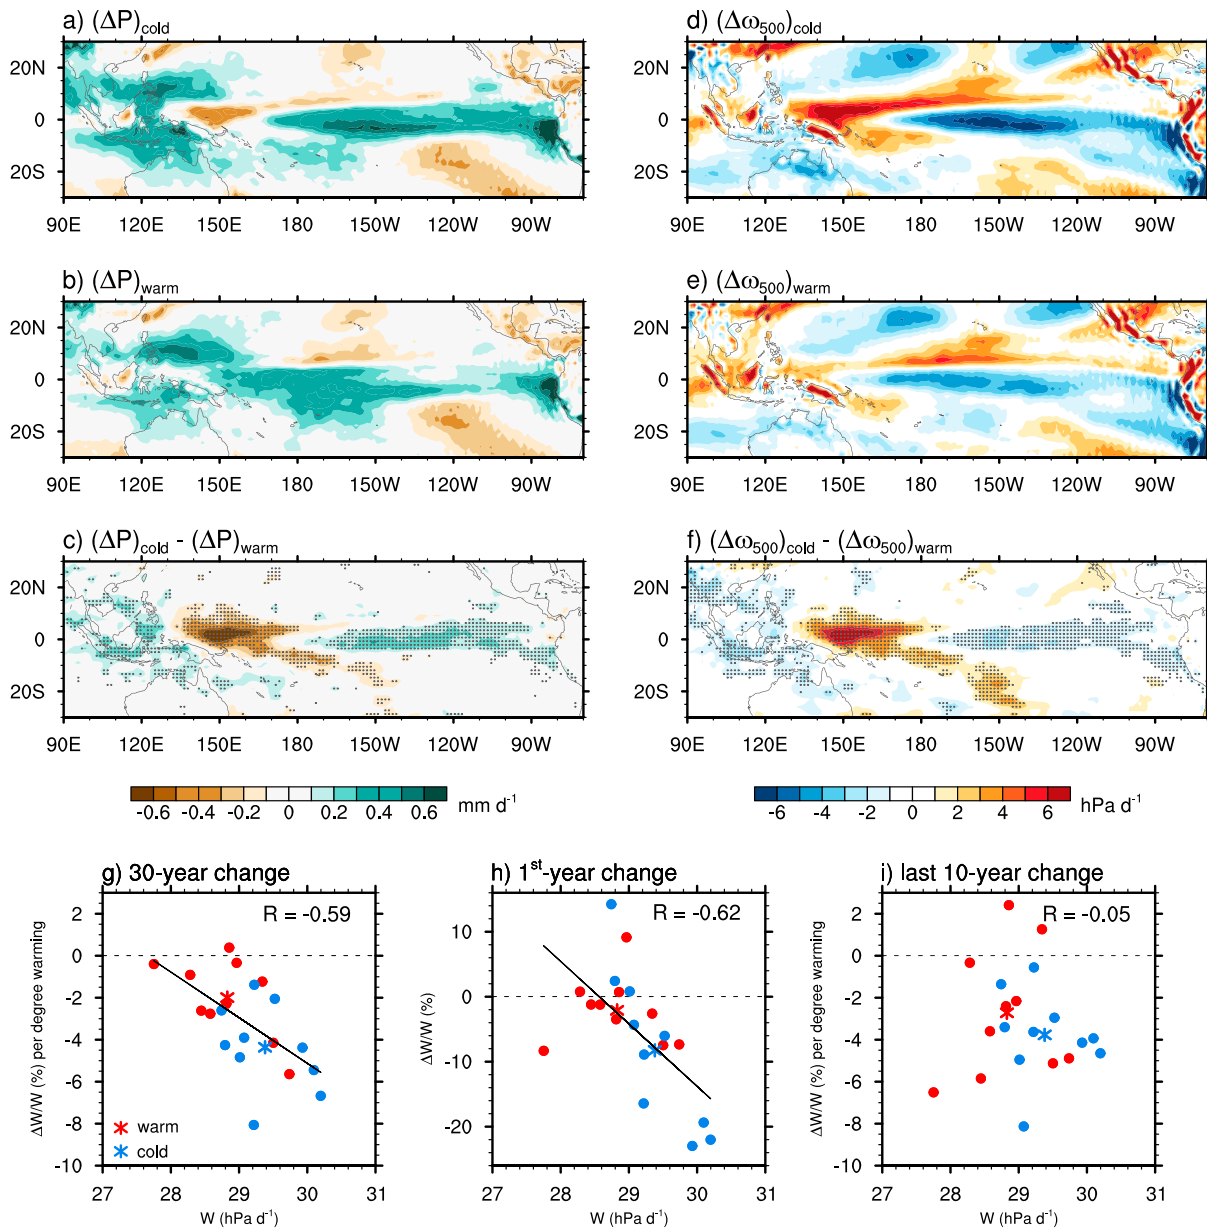 a) (ΔP)cold
20N
0
20S
90E 120E 150E 180 150W 120W 90W
d) (Δω500)cold
20N
0
20S
90E 120E 150E 180 150W 120W 90W
b) (ΔP)warm
20N
0
20S
90E 120E 150E 180 150W 120W 90W
e) (Δω500)warm
20N
0
20S
90E 120E 150E 180 150W 120W 90W
c) (ΔP)cold - (ΔP)warm
20N
0
20S
90E 120E 150E 180 150W 120W 90W
f) (Δω500)cold - (Δω500)warm
20N
0
20S
90E 120E 150E 180 150W 120W 90W
-0.6 -0.4 -0.2 0 0.2 0.4 0.6 mm d-1
-6 -4 -2 0 2 4 6 hPa d-1
g) 30-year change
R = -0.59
2
0
-2
-4
-6
-8
-10
ΔW/W (%) per degree warming
warm
cold
27 28 29 30 31
W (hPa d-1)
h) 1st-year change
R = -0.62
10
0
-10
-20
ΔW/W (%)
27 28 29 30 31
W (hPa d-1)
i) last 10-year change
R = -0.05
2
0
-2
-4
-6
-8
-10
ΔW/W (%) per degree warming
27 28 29 30 31
W (hPa d-1)